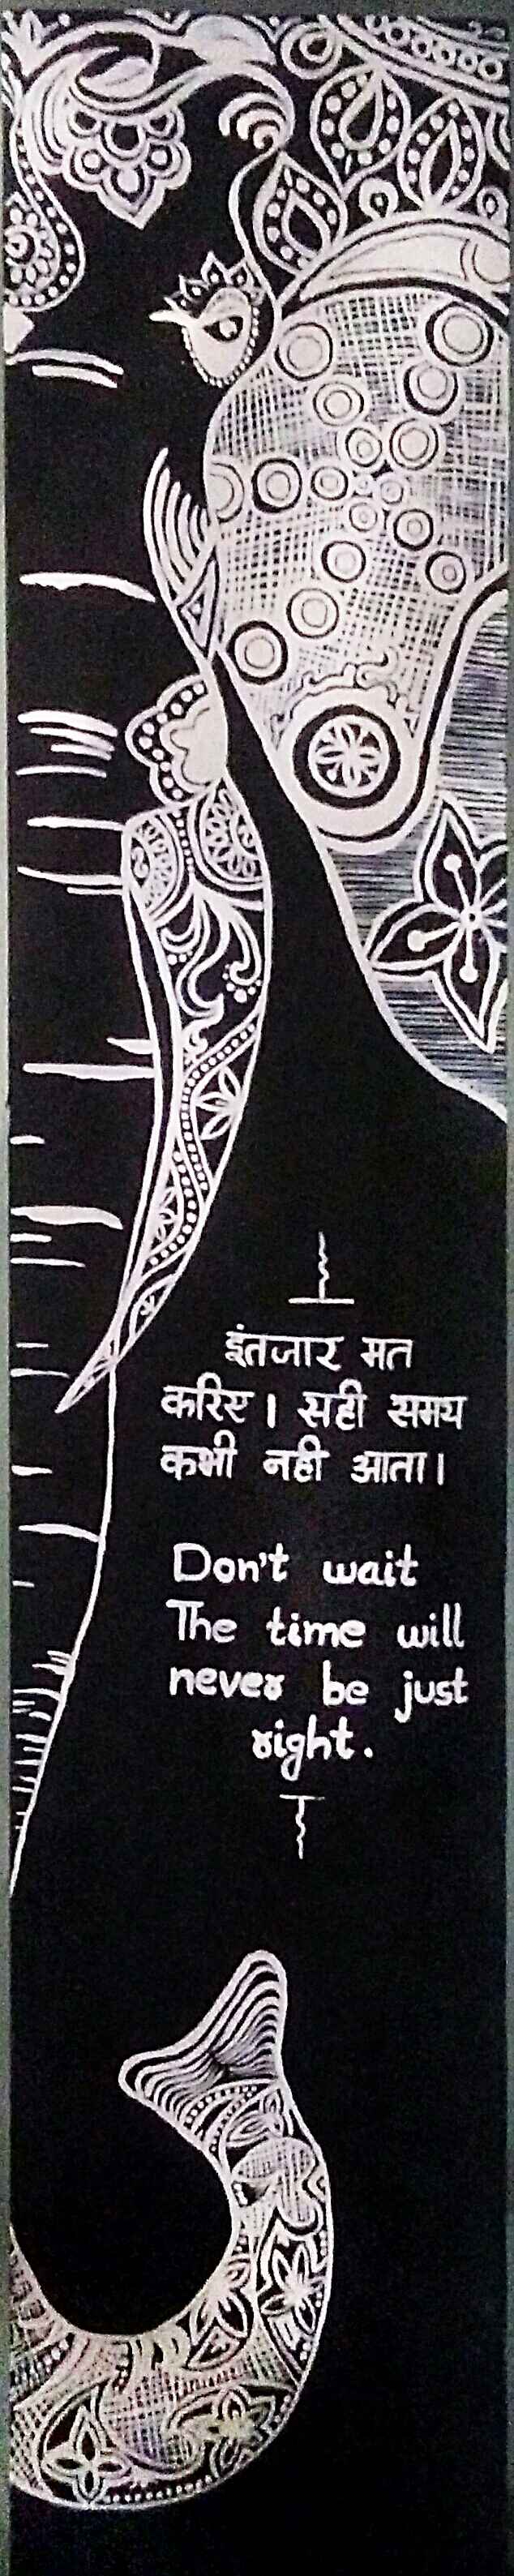 इंतजार मत
करिए। सही समय
कभी नही आता।
Don't wait
The time will
never be just
right.